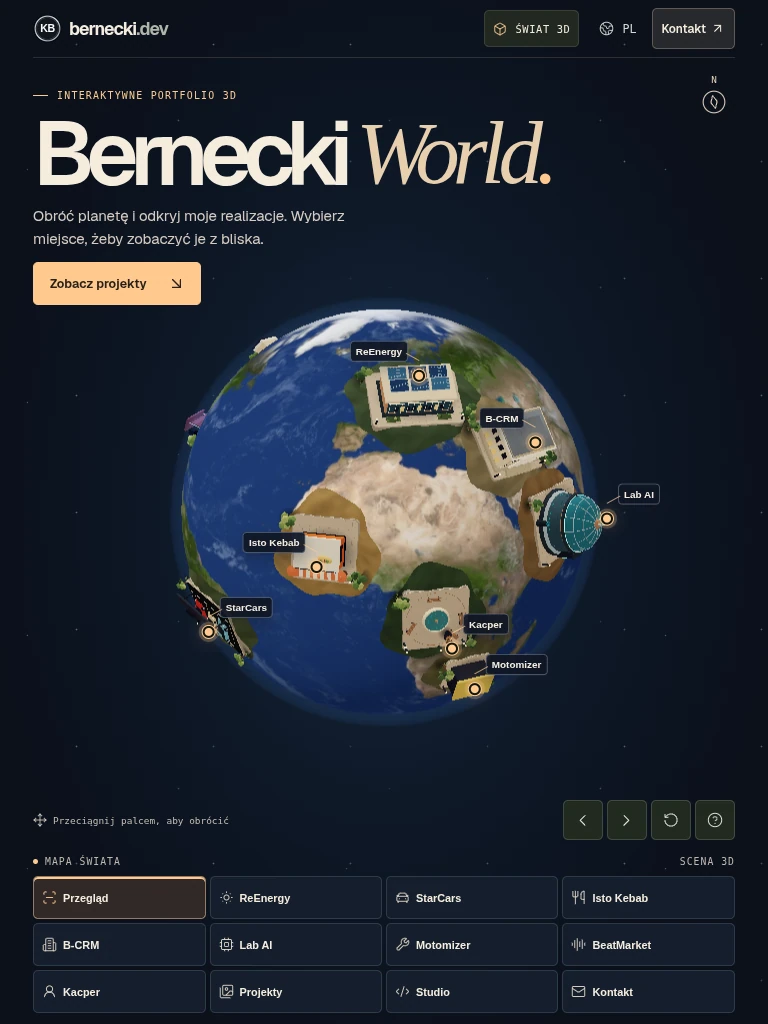 KB bernecki.dev
ŚWIAT 3D
PL
Kontakt
N
INTERAKTYWNE PORTFOLIO 3D
Bernecki World.
Obróć planetę i odkryj moje realizacje. Wybierz
miejsce, żeby zobaczyć je z bliska.
Zobacz projekty
ReEnergy
B-CRM
Lab AI
Isto Kebab
StarCars
Kacper
Motomizer
Przeciągnij palcem, aby obrócić
MAPA ŚWIATA
SCENA 3D
Przegląd
ReEnergy
StarCars
Isto Kebab
B-CRM
Lab AI
Motomizer
BeatMarket
Kacper
Projekty
Studio
Kontakt